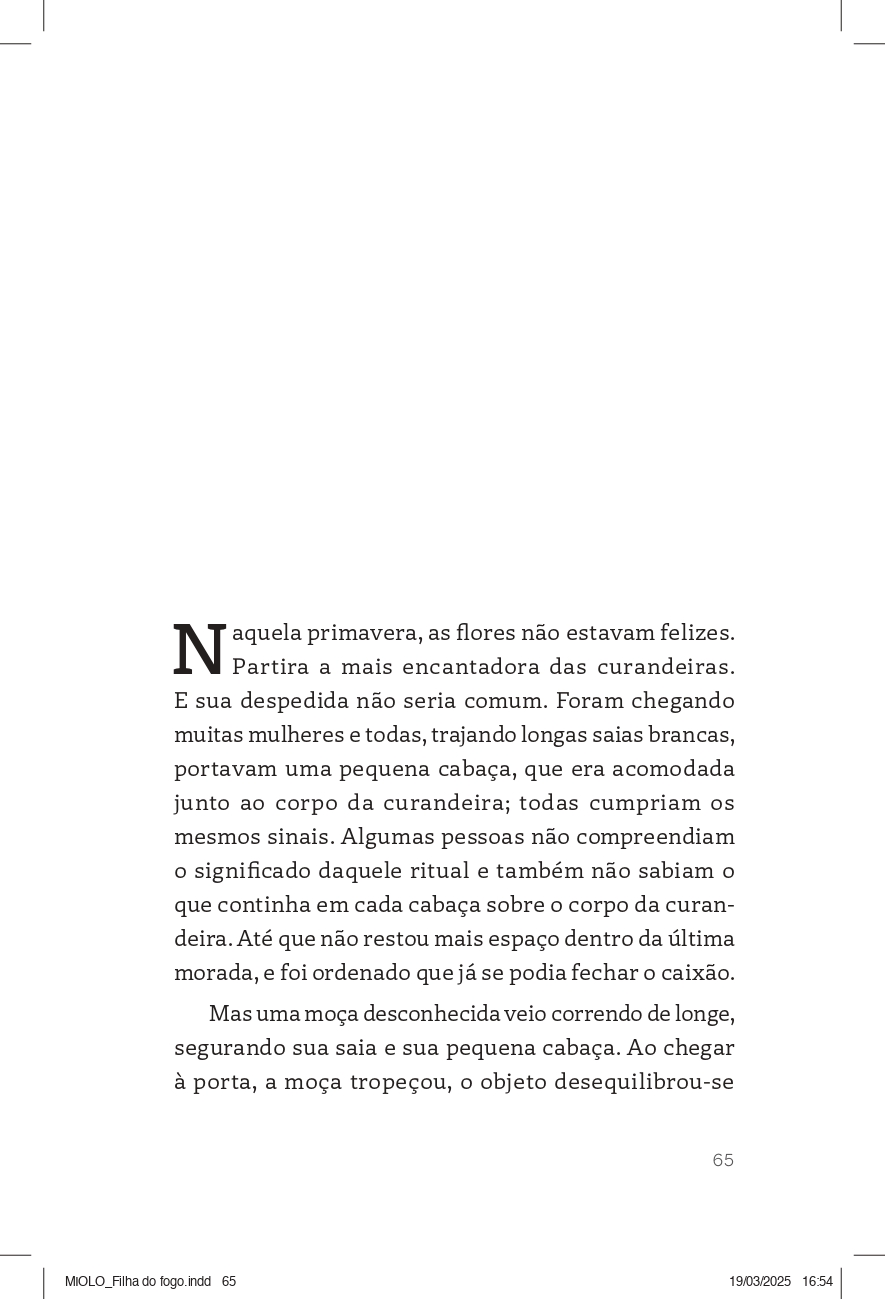 Naquela primavera, as flores não estavam felizes.
Partira a mais encantadora das curandeiras.
E sua despedida não seria comum. Foram chegando
muitas mulheres e todas, trajando longas saias brancas,
portavam uma pequena cabaça, que era acomodada
junto ao corpo da curandeira; todas cumpriam os
mesmos sinais. Algumas pessoas não compreendiam
o significado daquele ritual e também não sabiam o
que continha em cada cabaça sobre o corpo da curan-
deira. Até que não restou mais espaço dentro da última
morada, e foi ordenado que já se podia fechar o caixão.
Mas uma moça desconhecida veio correndo de longe,
segurando sua saia e sua pequena cabaça. Ao chegar
à porta, a moça tropeçou, o objeto desequilibrou-se
65
MIOLO_Filha do fogo.indd 65
19/03/2025 16:54